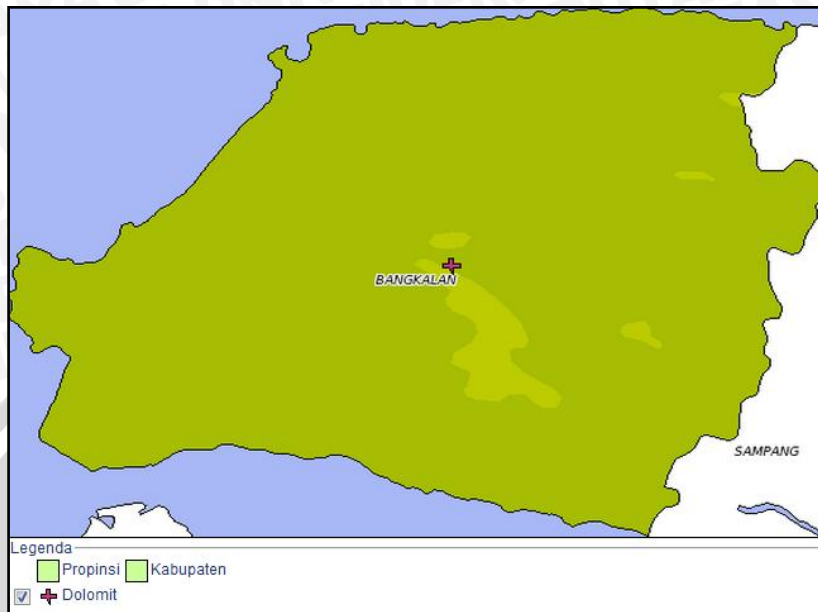 BANGKALAN
SAMPANG
Legenda
Propinsi Kabupaten
Dolomit